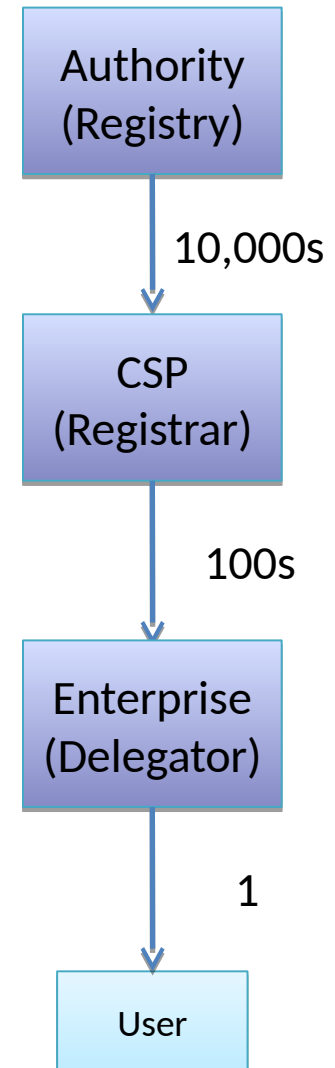 Authority
(Registry)
10,000s
CSP
(Registrar)
100s
Enterprise
(Delegator)
1
User